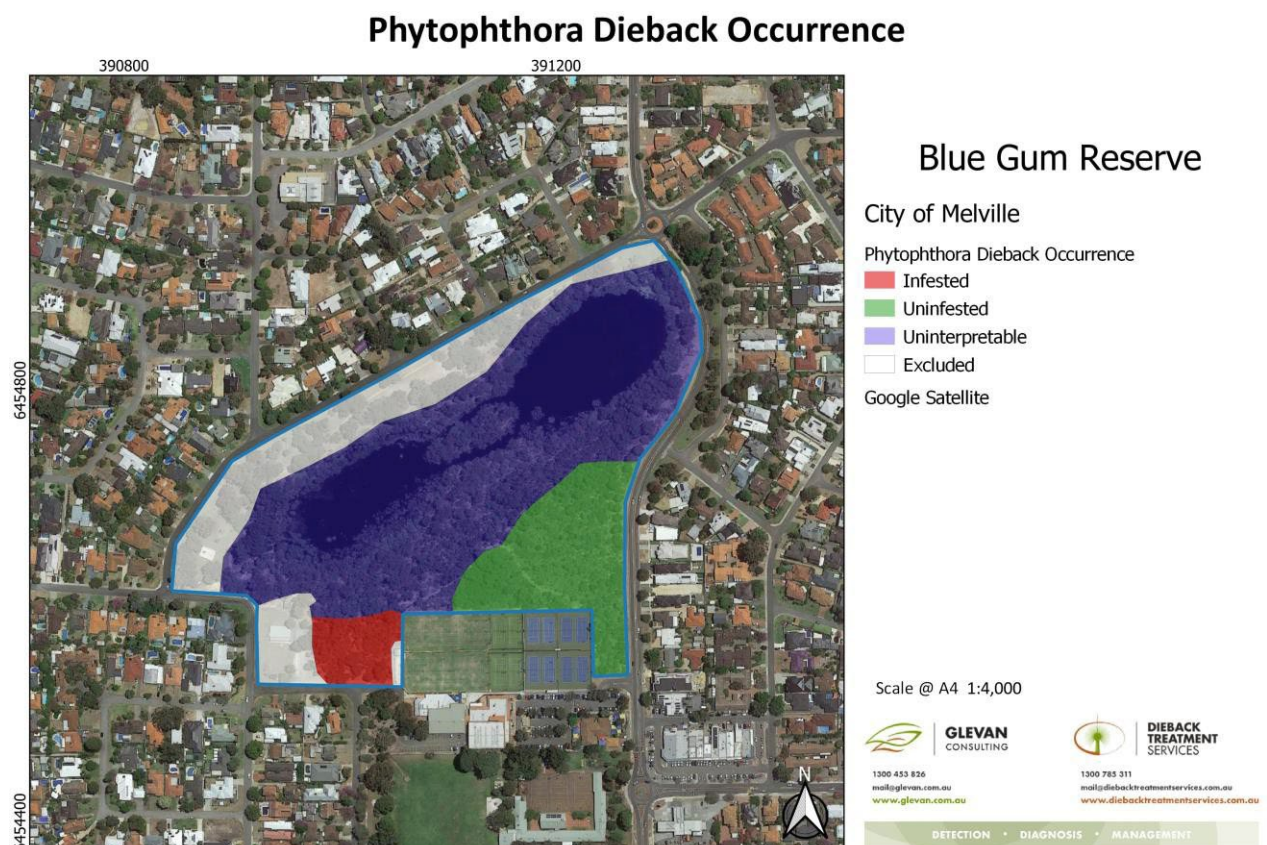 Phytophthora Dieback Occurrence
390800
391200
6454800
6454400
Blue Gum Reserve
City of Melville
Phytophthora Dieback Occurrence
Infested
Uninfested
Uninterpretable
Excluded
Google Satellite
Scale @ A4 1:4,000
N
GLEVAN
CONSULTING
1300 453 826
mail@glevan.com.au
www.glevan.com.au
DIEBACK
TREATMENT
SERVICES
1300 785 311
mail@diebacktreatmentservices.com.au
www.diebacktreatmentservices.com.au
DETECTION • DIAGNOSIS • MANAGEMENT